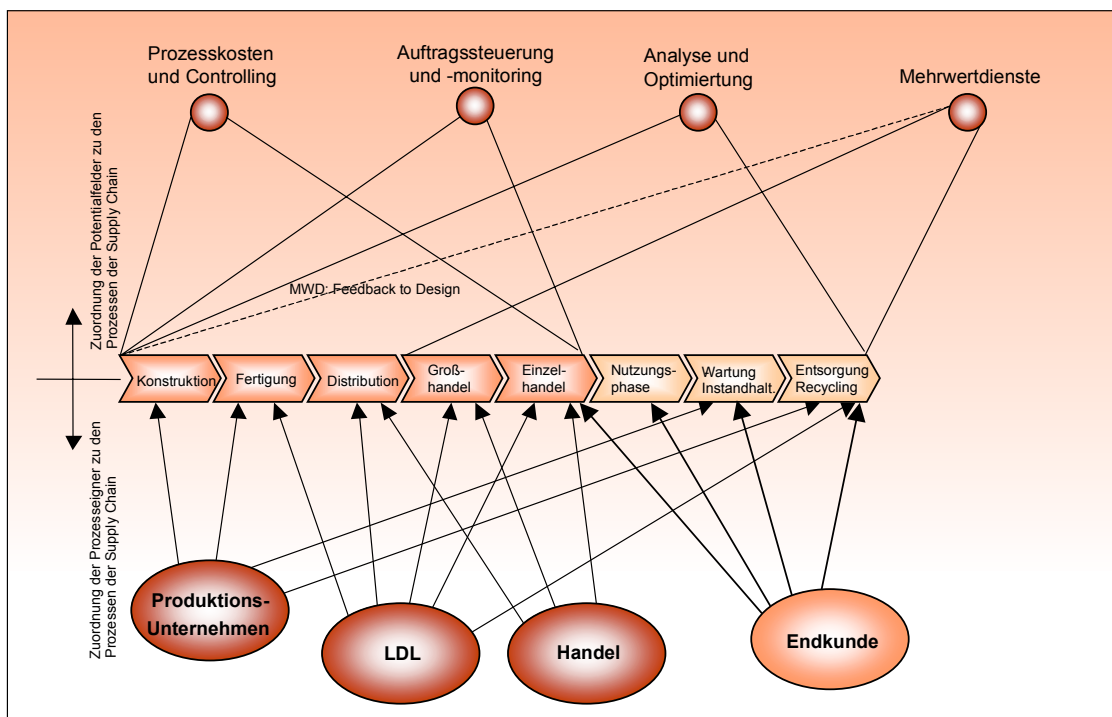 Prozesskosten
und Controlling
Auftragssteuerung
und -monitoring
Analyse und
Optimiertung
Mehrwertdienste
Zuordnung der Potentialfelder zu den
Prozessen der Supply Chain
MWD: Feedback to Design
Konstruktion
Fertigung
Distribution
Groß-
handel
Einzel-
handel
Nutzungs-
phase
Wartung
Instandhalt.
Entsorgung
Recycling
Zuordnung der Prozesseigner zu den
Prozessen der Supply Chain
Produktions-
Unternehmen
LDL
Handel
Endkunde